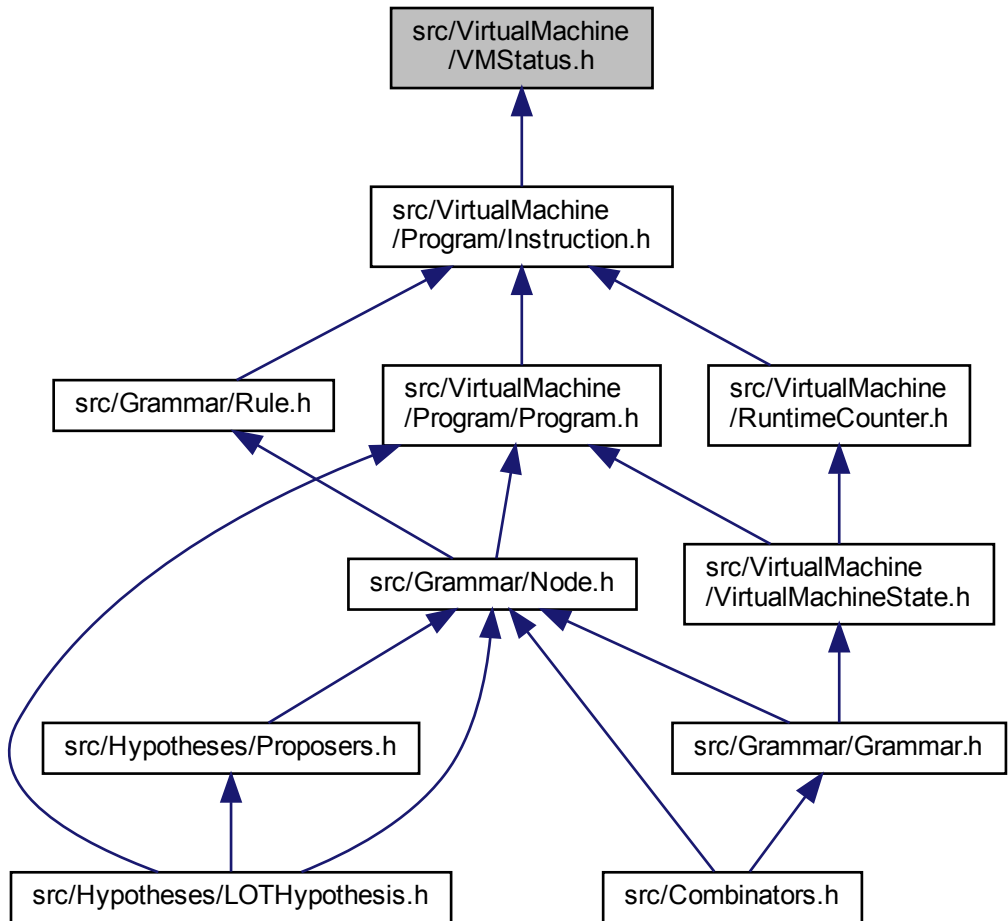 src/VirtualMachine
/VMStatus.h
src/VirtualMachine
/Program/Instruction.h
src/Grammar/Rule.h
src/VirtualMachine
/Program/Program.h
src/VirtualMachine
/RuntimeCounter.h
src/Grammar/Node.h
src/VirtualMachine
/VirtualMachineState.h
src/Hypotheses/Proposers.h
src/Grammar/Grammar.h
src/Hypotheses/LOTHypothesis.h
src/Combinators.h